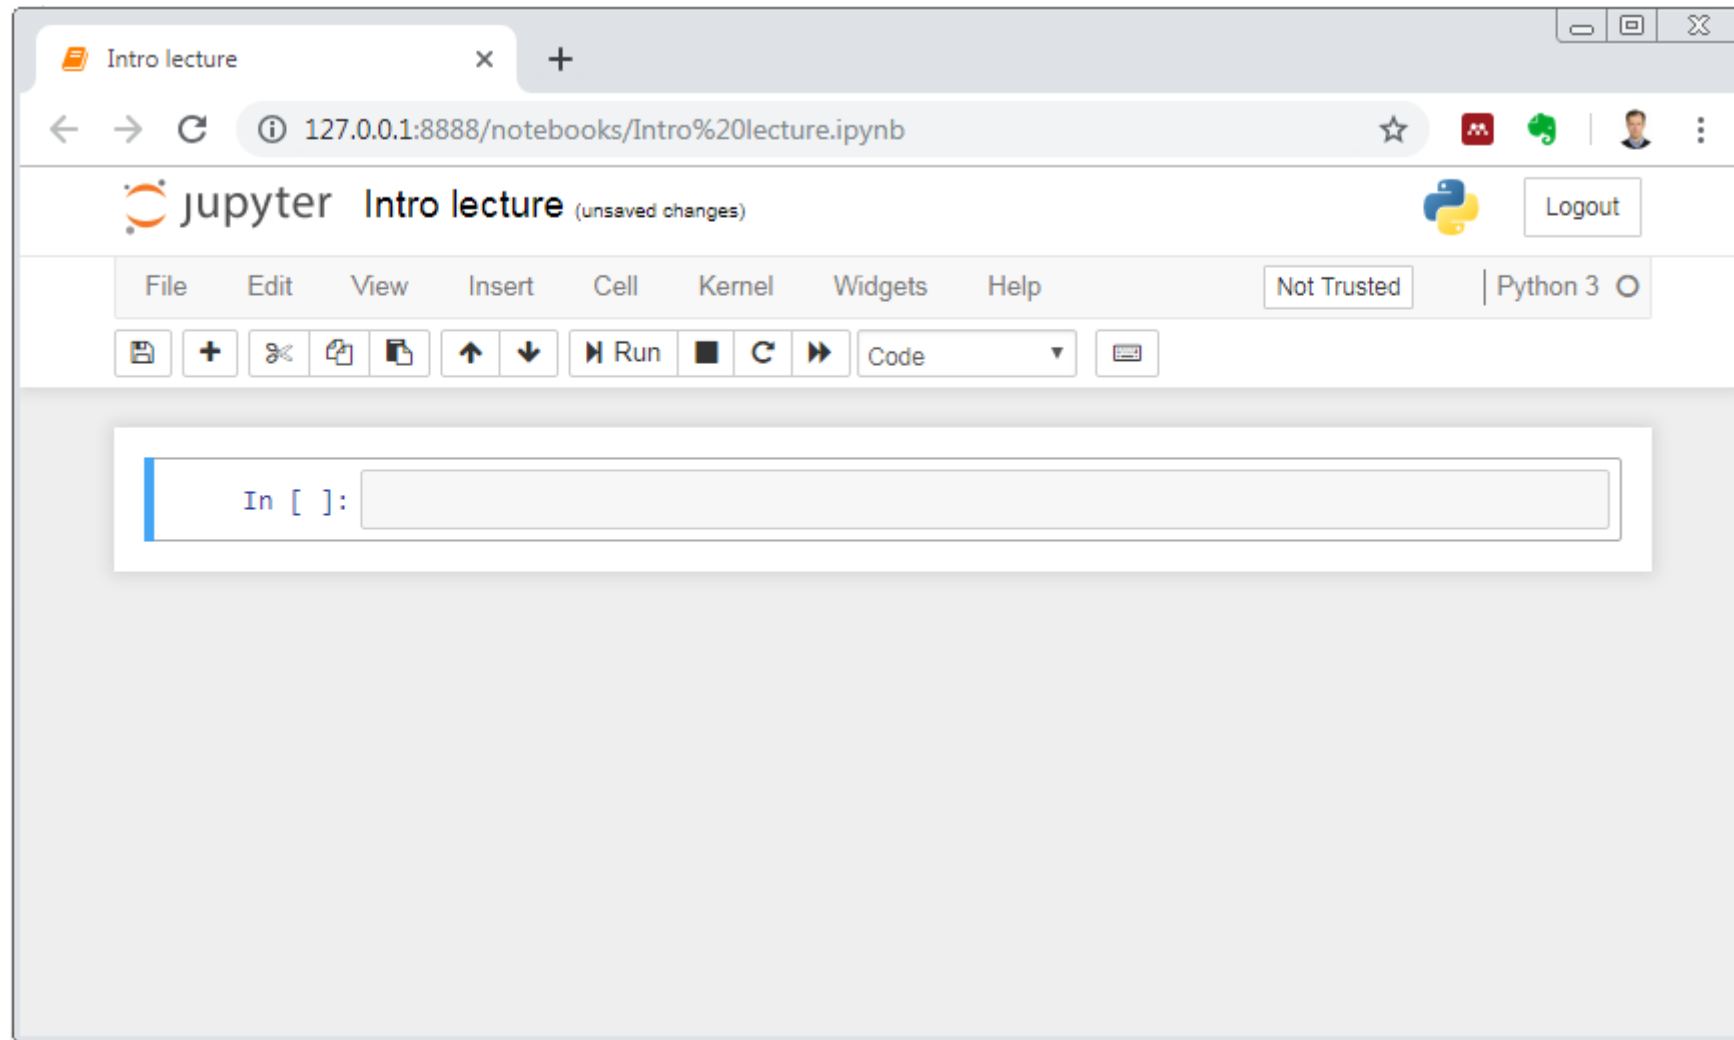 Intro lecture
127.0.0.1:8888/notebooks/Intro%20lecture.ipynb
jupyter Intro lecture (unsaved changes) Logout
File Edit View Insert Cell Kernel Widgets Help Not Trusted Python 3
Run Code
In [ ]: